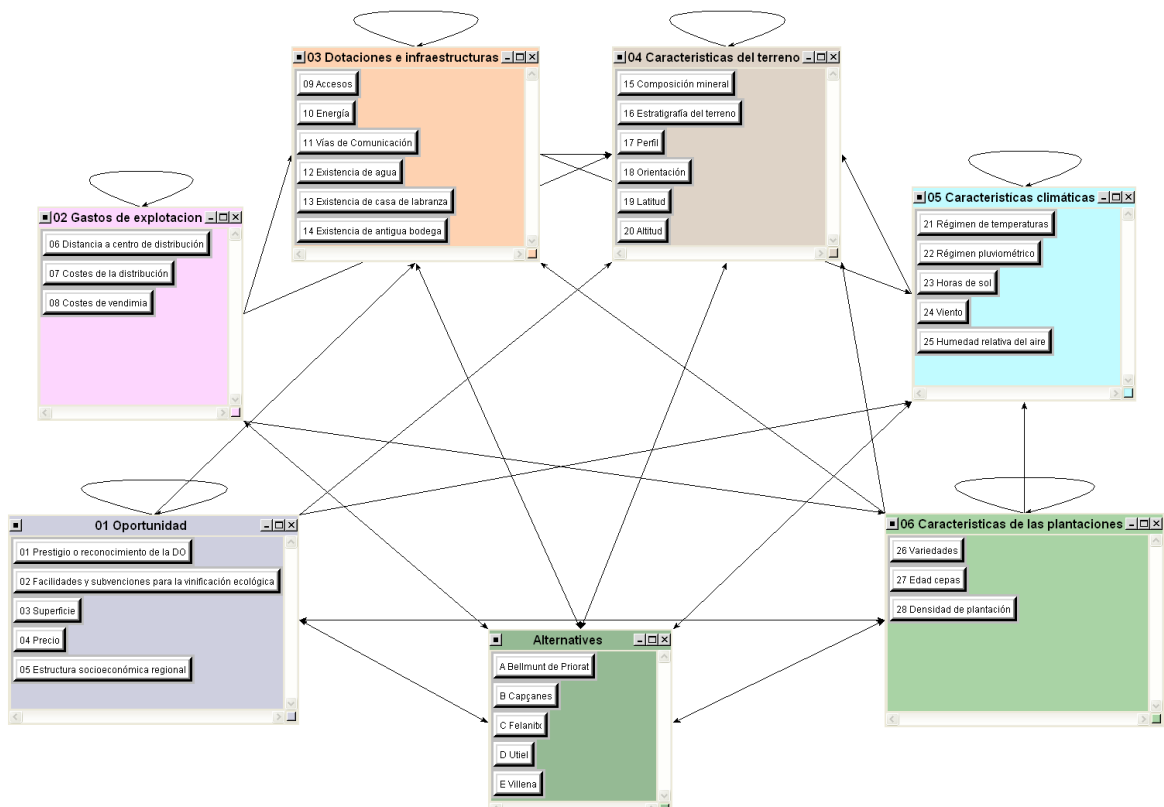 03 Dotaciones e infraestructuras
09 Accesos
10 Energía
11 Vías de Comunicación
12 Existencia de agua
13 Existencia de casa de labranza
14 Existencia de antigua bodega
04 Caracteristicas del terreno
15 Composición mineral
16 Estratigrafía del terreno
17 Perfil
18 Orientación
19 Latitud
20 Altitud
05 Caracteristicas climáticas
21 Régimen de temperaturas
22 Régimen pluviométrico
23 Horas de sol
24 Viento
25 Humedad relativa del aire
02 Gastos de explotacion
06 Distancia a centro de distribución
07 Costes de la distribución
08 Costes de vendimia
01 Oportunidad
01 Prestigio o reconocimiento de la DO
02 Facilidades y subvenciones para la vinificación ecológica
03 Superficie
04 Precio
05 Estructura socioeconómica regional
06 Caracteristicas de las plantaciones
26 Variedades
27 Edad cepas
28 Densidad de plantación
Alternatives
A Bellmunt de Priorat
B Capçanes
C Felanitx
D Utiel
E Villena